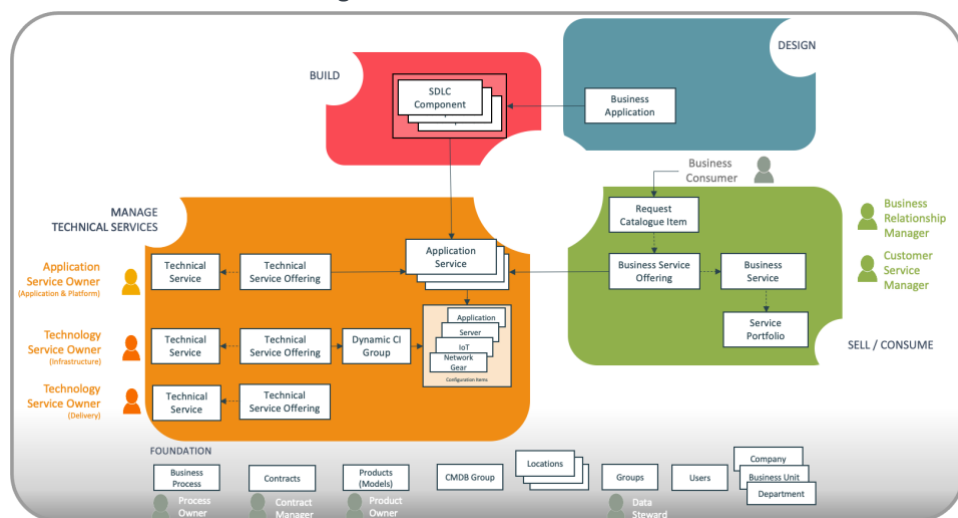 DESIGN
BUILD
SDLC
Component
Business
Application
Business
Consumer
MANAGE
TECHNICAL SERVICES
Request
Catalogue Item
Business
Relationship
Manager
Application
Service Owner
(Application & Platform)
Technical
Service
Technical
Service Offering
Application
Service
Business Service
Offering
Business
Service
Customer
Service
Manager
Technology
Service Owner
(Infrastructure)
Technical
Service
Technical
Service Offering
Dynamic CI
Group
Application
Server
IoT
Network
Gear
Configuration Items
Service
Portfolio
SELL / CONSUME
Technology
Service Owner
(Delivery)
Technical
Service
Technical
Service Offering
FOUNDATION
Business
Process
Contracts
Products
(Models)
CMDB Group
Locations
Groups
Users
Company
Business Unit
Department
Process
Owner
Contract
Manager
Product
Owner
Data
Steward